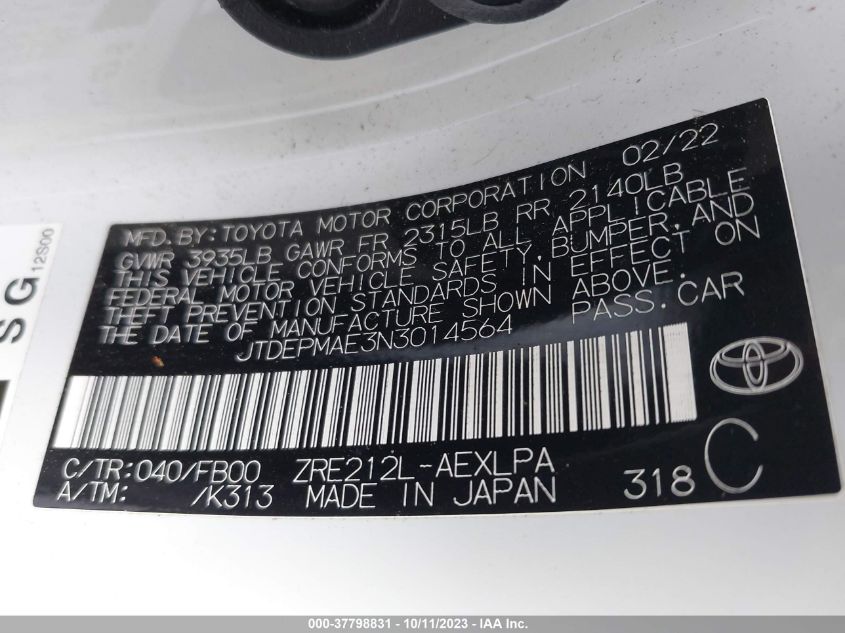 MFD. BY: TOYOTA MOTOR CORPORATION 02/22
GVWR 3935LB GAWR FR 2315LB RR 2140LB
THIS VEHICLE CONFORMS TO ALL APPLICABLE
FEDERAL MOTOR VEHICLE SAFETY, BUMPER, AND
THEFT PREVENTION STANDARDS IN EFFECT ON
THE DATE OF MANUFACTURE SHOWN ABOVE.
JTDEPMAE3N3014564 PASS. CAR
C/TR: 040/FB00 ZRE212L-AEXLPA
A/TM: /K313 MADE IN JAPAN 318 C
SG
12S00
000-37798831 - 10/11/2023 - IAA Inc.